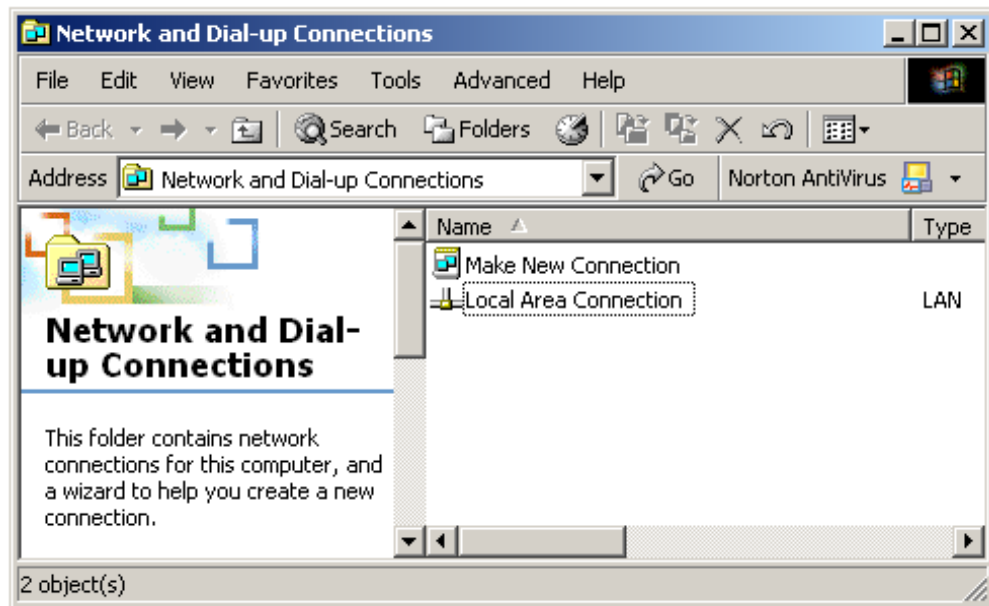 Network and Dial-up Connections
File Edit View Favorites Tools Advanced Help
Back Search Folders
Address Network and Dial-up Connections Go Norton AntiVirus
Name Type
Make New Connection
Local Area Connection LAN
Network and Dial-
up Connections
This folder contains network
connections for this computer, and
a wizard to help you create a new
connection.
2 object(s)